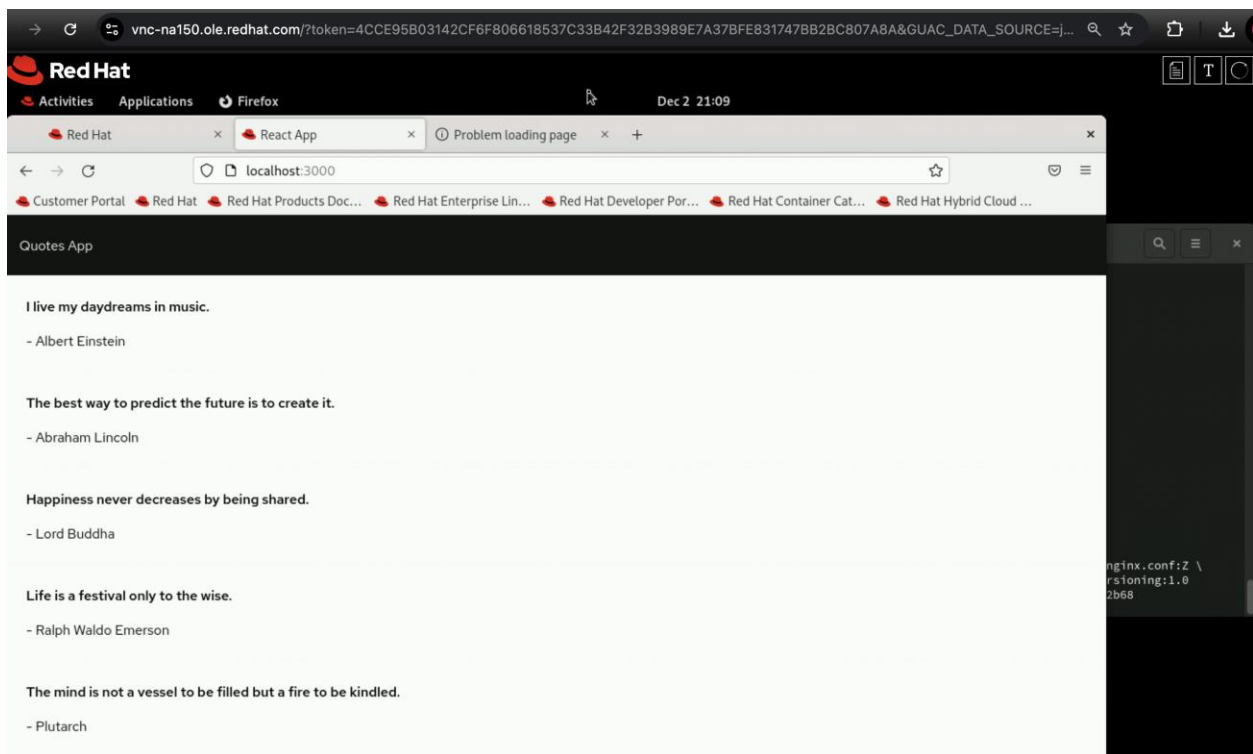 vnc-na150.ole.redhat.com/?token=4CCE95B03142CF6F806618537C33B42F32B3989E7A37BFE831747BB2BC807A8A&GUAC_DATA_SOURCE=j...
Red Hat
T
Activities Applications Firefox Dec 2 21:09
Red Hat × React App × Problem loading page × + ×
localhost:3000
Customer Portal Red Hat Red Hat Products Doc... Red Hat Enterprise Lin... Red Hat Developer Por... Red Hat Container Cat... Red Hat Hybrid Cloud ...
Quotes App
I live my daydreams in music.
- Albert Einstein
The best way to predict the future is to create it.
- Abraham Lincoln
Happiness never decreases by being shared.
- Lord Buddha
nginx.conf:Z \
rsioning:1.0
2b68
Life is a festival only to the wise.
- Ralph Waldo Emerson
The mind is not a vessel to be filled but a fire to be kindled.
- Plutarch